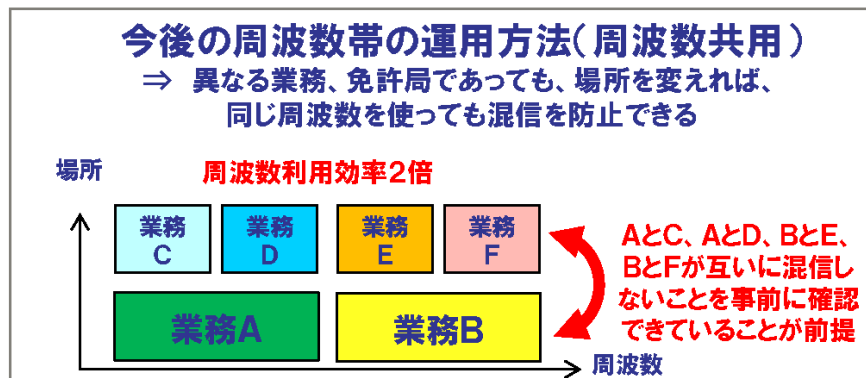 今後の周波数帯の運用方法(周波数共用)
⇒ 異なる業務、免許局であっても、場所を変えれば、
同じ周波数を使っても混信を防止できる
場所
周波数利用効率2倍
業務
C
業務
D
業務
E
業務
F
AとC、AとD、BとE、
BとFが互いに混信し
ないことを事前に確認
できていることが前提
業務A
業務B
周波数